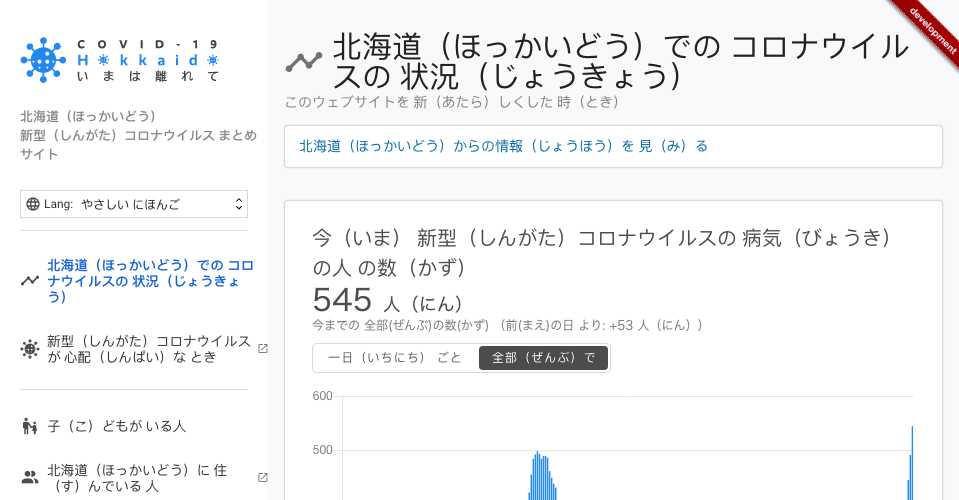 COVID-19
Hokkaido
いまは離れて
北海道（ほっかいどう）
新型（しんがた）コロナウイルス まとめ
サイト
Lang: やさしい にほんご
北海道（ほっかいどう）での コロ
ナウイルスの 状況（じょうきょ
う）
新型（しんがた）コロナウイルス
が 心配（しんぱい）な とき
子（こ）どもが いる人
北海道（ほっかいどう）に 住
（す）んでいる 人
development
北海道（ほっかいどう）での コロナウイル
スの 状況（じょうきょう）
このウェブサイトを 新（あたら）しくした 時（とき）
北海道（ほっかいどう）からの情報（じょうほう）を 見（み）る
今（いま） 新型（しんがた）コロナウイルスの 病気（びょうき）
の人 の数（かず）
545 人（にん）
今までの 全部(ぜんぶ)の数(かず) （前(まえ)の日 より: +53 人（にん））
一日（いちにち） ごと
全部（ぜんぶ）で
600
500